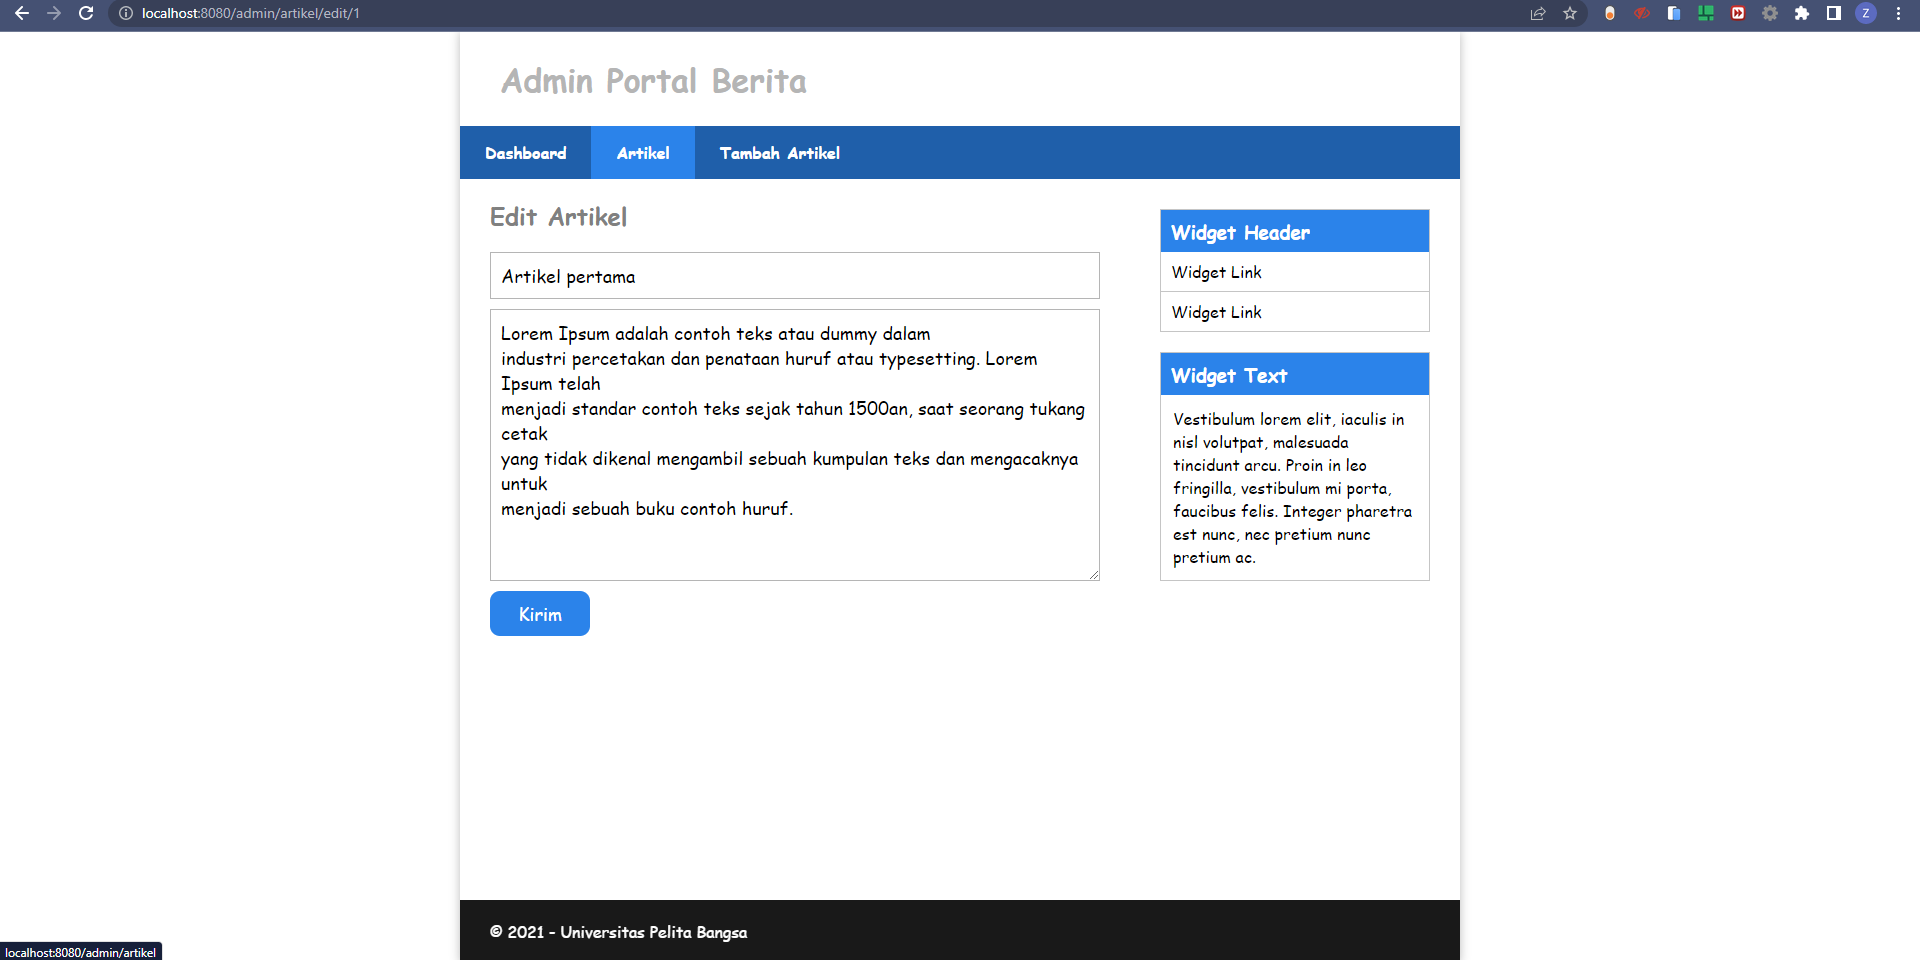 localhost:8080/admin/artikel/edit/1
Z
Admin Portal Berita
Dashboard
Artikel
Tambah Artikel
Edit Artikel
Artikel pertama
Lorem Ipsum adalah contoh teks atau dummy dalam
industri percetakan dan penataan huruf atau typesetting. Lorem
Ipsum telah
menjadi standar contoh teks sejak tahun 1500an, saat seorang tukang
cetak
yang tidak dikenal mengambil sebuah kumpulan teks dan mengacaknya
untuk
menjadi sebuah buku contoh huruf.
Kirim
Widget Header
Widget Link
Widget Link
Widget Text
Vestibulum lorem elit, iaculis in
nisl volutpat, malesuada
tincidunt arcu. Proin in leo
fringilla, vestibulum mi porta,
faucibus felis. Integer pharetra
est nunc, nec pretium nunc
pretium ac.
© 2021 - Universitas Pelita Bangsa
localhost:8080/admin/artikel